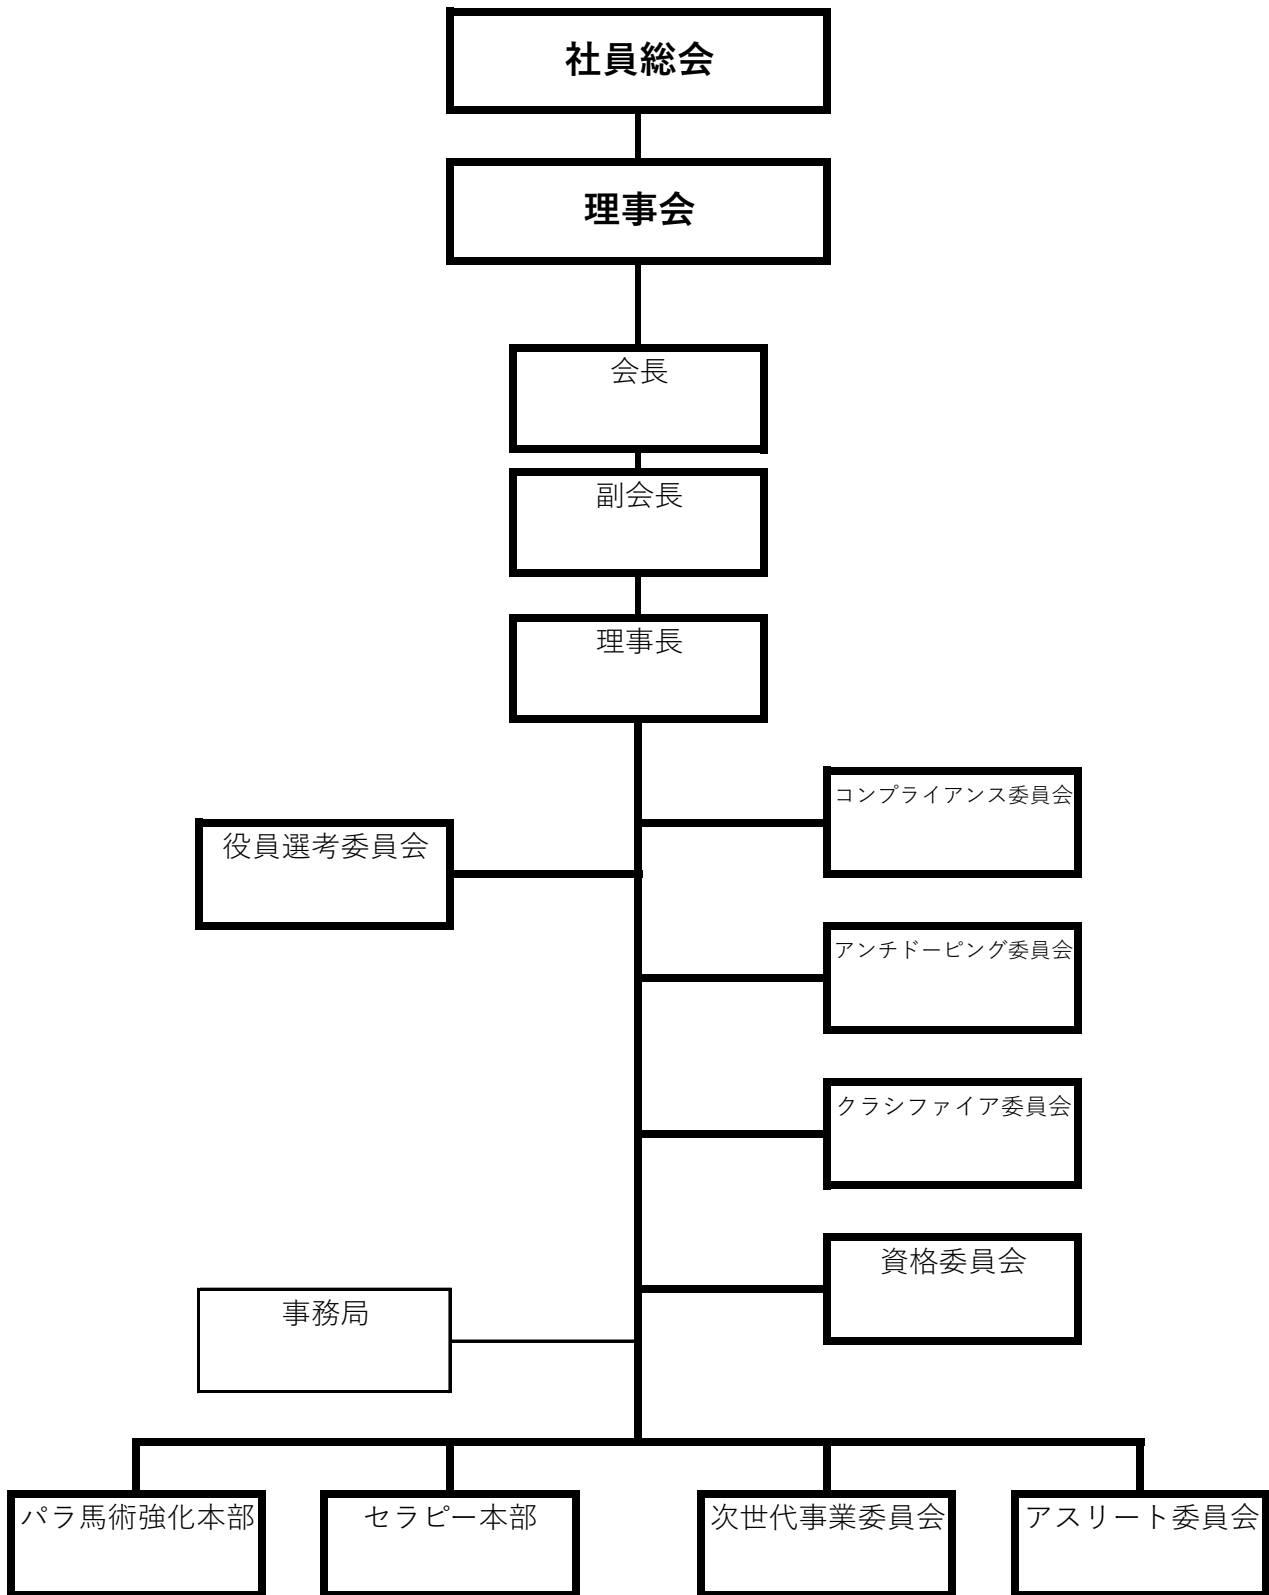 社員総会
理事会
会長
副会長
理事長
コンプライアンス委員会
役員選考委員会
アンチドーピング委員会
クラシファイア委員会
資格委員会
事務局
パラ馬術強化本部
セラピー本部
次世代事業委員会
アスリート委員会